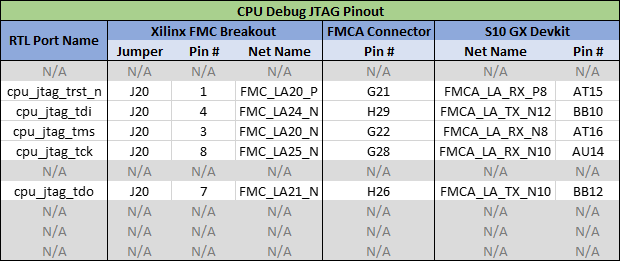 CPU Debug JTAG Pinout
RTL Port Name Xilinx FMC Breakout FMCA Connector S10 GX Devkit
Jumper Pin # Net Name Pin # Net Name Pin #
N/A N/A N/A N/A N/A N/A N/A
cpu_jtag_trst_n J20 1 FMC_LA20_P G21 FMCA_LA_RX_P8 AT15
cpu_jtag_tdi J20 4 FMC_LA24_N H29 FMCA_LA_TX_N12 BB10
cpu_jtag_tms J20 3 FMC_LA20_N G22 FMCA_LA_RX_N8 AT16
cpu_jtag_tck J20 8 FMC_LA25_N G28 FMCA_LA_RX_N10 AU14
N/A N/A N/A N/A N/A N/A N/A
cpu_jtag_tdo J20 7 FMC_LA21_N H26 FMCA_LA_TX_N10 BB12
N/A N/A N/A N/A N/A N/A N/A
N/A N/A N/A N/A N/A N/A N/A
N/A N/A N/A N/A N/A N/A N/A